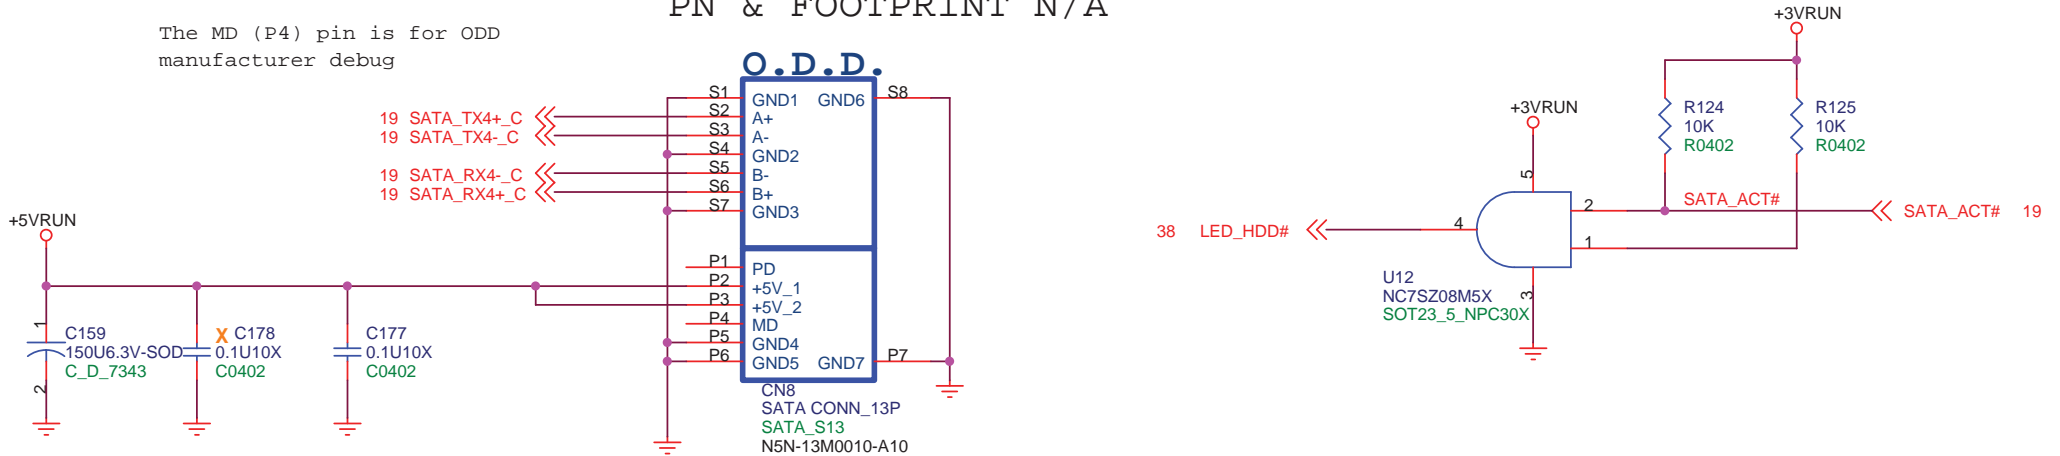 PN & FOOTPRINT N/A
The MD (P4) pin is for ODD
manufacturer debug
O.D.D.
S1 GND1 GND6 S8
19 SATA_TX4+_C S2 A+
19 SATA_TX4-_C S3 A-
S4 GND2
19 SATA_RX4-_C S5 B-
19 SATA_RX4+_C S6 B+
S7 GND3
+5VRUN
P1 PD
P2 +5V_1
P3 +5V_2
P4 MD
P5 GND4
P6 GND5 GND7 P7
CN8
SATA CONN_13P
SATA_S13
N5N-13M0010-A10
1
C159
150U6.3V-SOD
C_D_7343
2
X C178
0.1U10X
C0402
C177
0.1U10X
C0402
+3VRUN
+3VRUN
R124
10K
R0402
R125
10K
R0402
5
2 SATA_ACT#
SATA_ACT# 19
38 LED_HDD#
4
1
3
U12
NC7SZ08M5X
SOT23_5_NPC30X